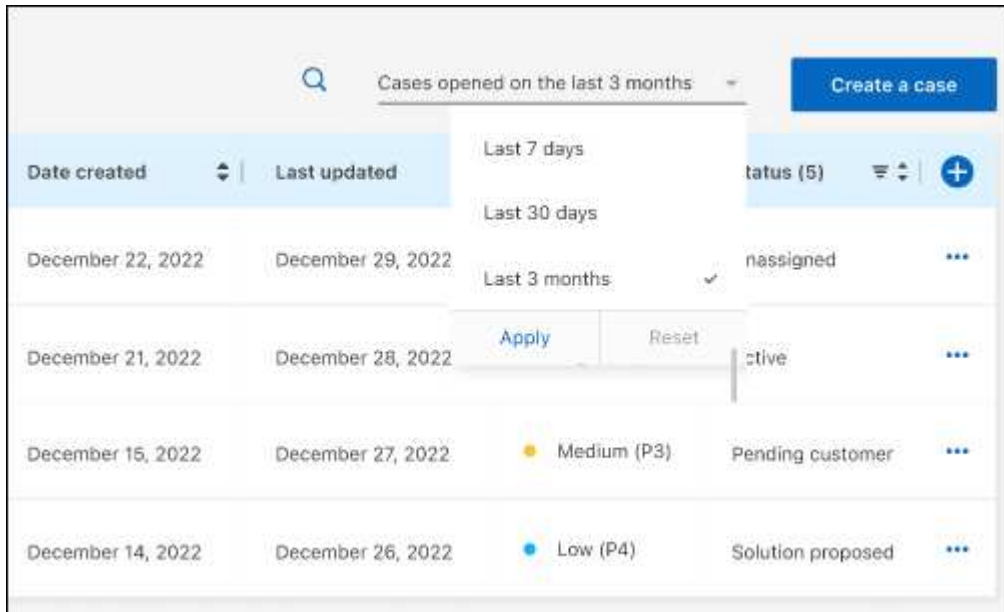 Cases opened on the last 3 months
Create a case
Last 7 days
Last 30 days
Last 3 months
Apply
Reset
Date created
Last updated
tatus (5)
December 22, 2022
December 29, 2022
nassigned
December 21, 2022
December 28, 2022
ctive
December 15, 2022
December 27, 2022
Medium (P3)
Pending customer
December 14, 2022
December 26, 2022
Low (P4)
Solution proposed